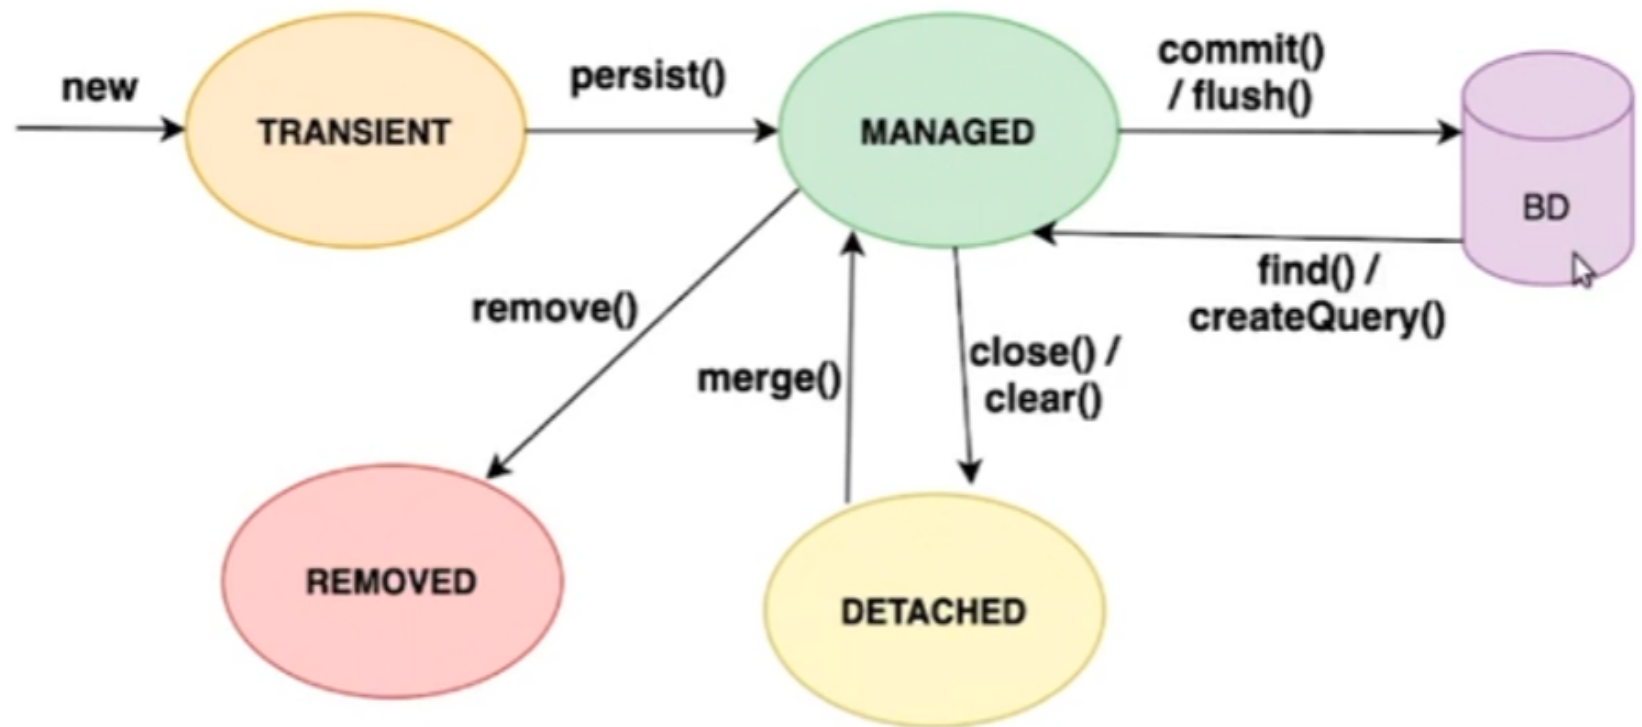 new
TRANSIENT
persist()
MANAGED
commit()
/ flush()
BD
find() /
createQuery()
remove()
merge()
close() /
clear()
REMOVED
DETACHED